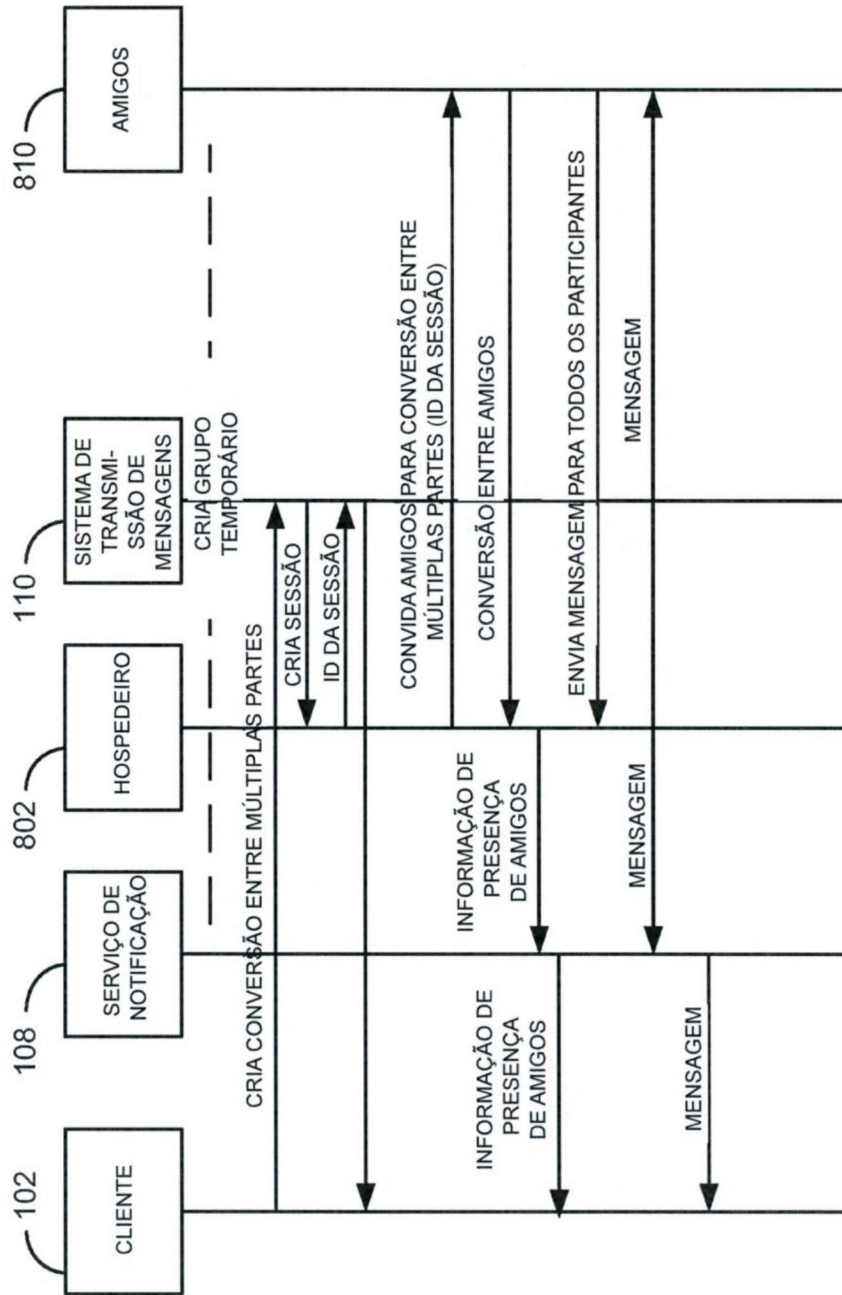 102
CLIENTE
108
SERVIÇO DE
NOTIFICAÇÃO
802
HOSPEDEIRO
110
SISTEMA DE
TRANSMI-
SSÃO DE
MENSAGENS
810
AMIGOS
CRIA GRUPO
TEMPORÁRIO
CRIA CONVERSÃO ENTRE MÚLTIPLAS PARTES
CRIA SESSÃO
ID DA SESSÃO
CONVIDA AMIGOS PARA CONVERSÃO ENTRE
MÚLTIPLAS PARTES (ID DA SESSÃO)
CONVERSÃO ENTRE AMIGOS
INFORMAÇÃO DE
PRESENÇA
DE AMIGOS
INFORMAÇÃO DE
PRESENÇA
DE AMIGOS
ENVIA MENSAGEM PARA TODOS OS PARTICIPANTES
MENSAGEM
MENSAGEM
MENSAGEM